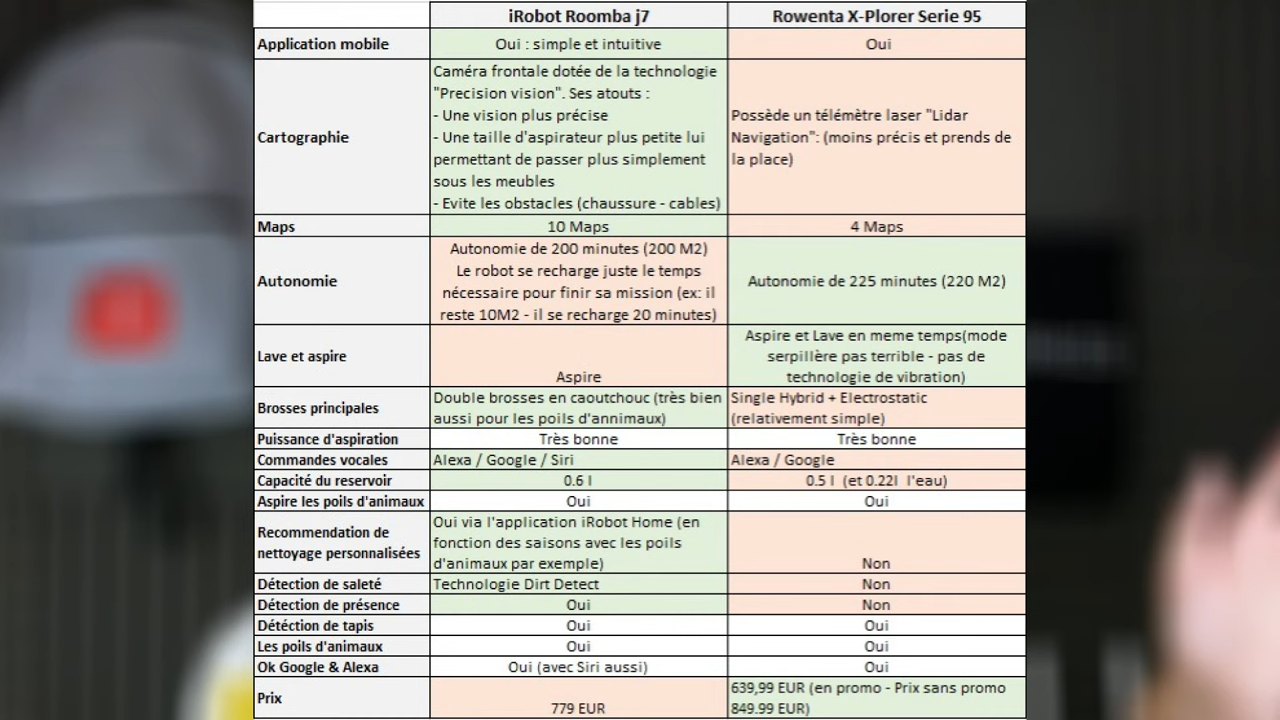 iRobot Roomba j7 Rowenta X-Plorer Serie 95
Application mobile Oui : simple et intuitive Oui
Cartographie
Caméra frontale dotée de la technologie
"Precision vision". Ses atouts :
- Une vision plus précise
- Une taille d'aspirateur plus petite lui
permettant de passer plus simplement
sous les meubles
- Evite les obstacles (chaussure - cables)
Possède un télémètre laser "Lidar
Navigation": (moins précis et prends de
la place)
Maps 10 Maps 4 Maps
Autonomie
Autonomie de 200 minutes (200 M2)
Le robot se recharge juste le temps
nécessaire pour finir sa mission (ex: il
reste 10M2 - il se recharge 20 minutes)
Autonomie de 225 minutes (220 M2)
Lave et aspire
Aspire
Aspire et Lave en meme temps(mode
serpillère pas terrible - pas de
technologie de vibration)
Brosses principales
Double brosses en caoutchouc (très bien
aussi pour les poils d'annimaux)
Single Hybrid + Electrostatic
(relativement simple)
Puissance d'aspiration Très bonne Très bonne
Commandes vocales Alexa / Google / Siri Alexa / Google
Capacité du reservoir 0.6 l 0.5 l (et 0.22l l'eau)
Aspire les poils d'animaux Oui Oui
Recommendation de
nettoyage personnalisées
Oui via l'application iRobot Home (en
fonction des saisons avec les poils
d'animaux par exemple)
Non
Détection de saleté Technologie Dirt Detect Non
Détection de présence Oui Non
Détéction de tapis Oui Oui
Les poils d'animaux Oui Oui
Ok Google & Alexa Oui (avec Siri aussi) Oui
Prix
779 EUR
639,99 EUR (en promo - Prix sans promo
849.99 EUR)